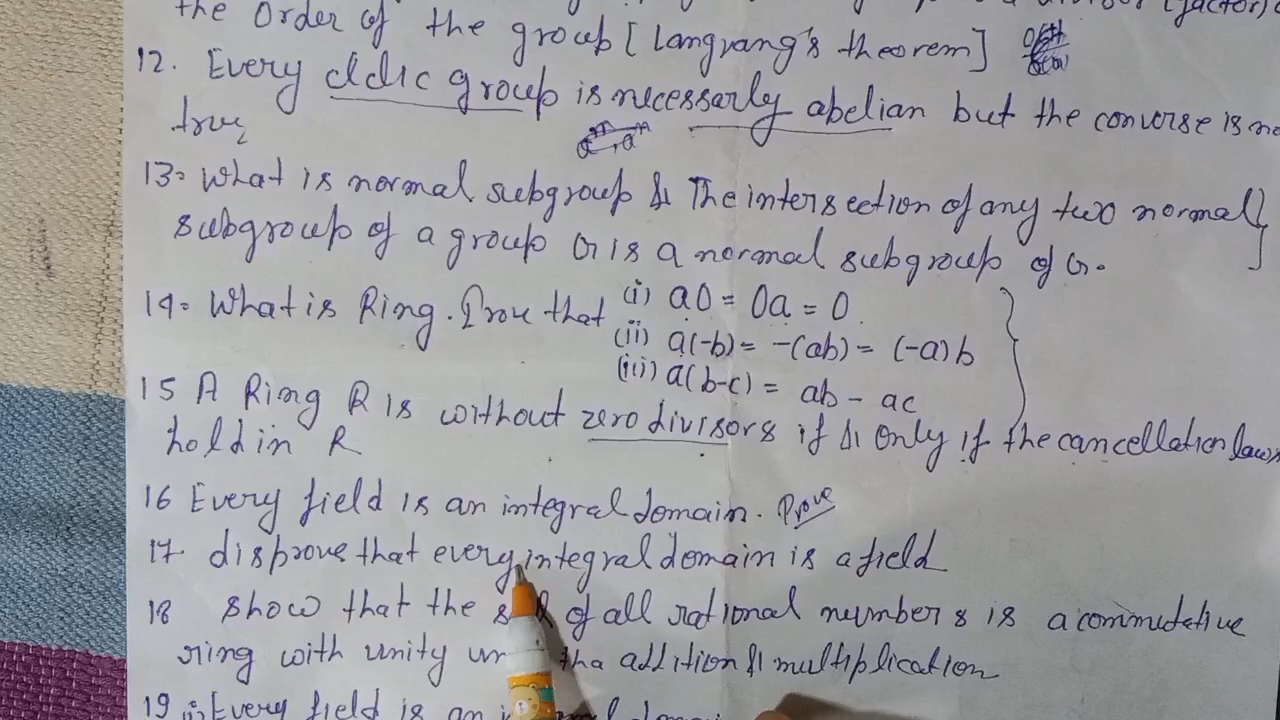 the Order of the group [Langrang's theorem]
12. Every cldic group is necessarly abelian but the converse is no
true
13. What is normal subgroup & The intersection of any two normal
subgroup of a group G is a normal subgroup of G.
14. What is Ring. Prove that (i) a0 = 0a = 0
(ii) a(-b) = -(ab) = (-a)b
(iii) a(b-c) = ab - ac
15 A Ring R is without zero divisors if & only if the cancellation laws
hold in R
16 Every field is an integral domain. Prove
17. disprove that every integral domain is a field
18 Show that the of all rational numbers is a commutative
ring with unity tha addition & multiplication
19 (i) Every field is an